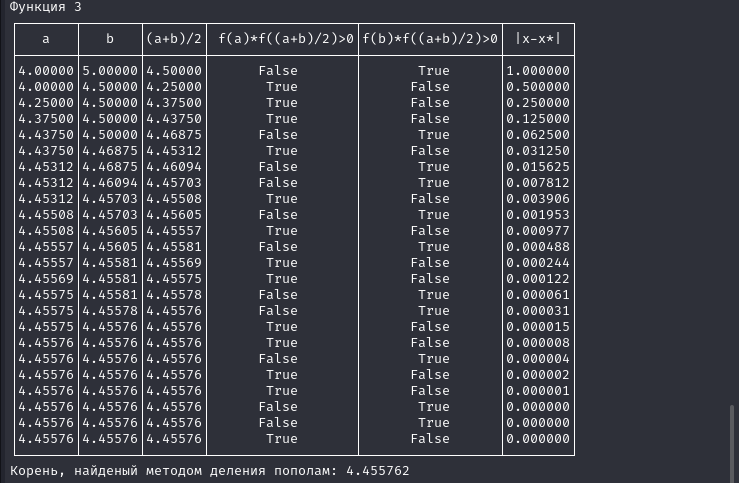 Функция 3
a b (a+b)/2 f(a)*f((a+b)/2)>0 f(b)*f((a+b)/2)>0 |x-x*|
4.00000 5.00000 4.50000 False True 1.000000
4.00000 4.50000 4.25000 True False 0.500000
4.25000 4.50000 4.37500 True False 0.250000
4.37500 4.50000 4.43750 True False 0.125000
4.43750 4.50000 4.46875 False True 0.062500
4.43750 4.46875 4.45312 True False 0.031250
4.45312 4.46875 4.46094 False True 0.015625
4.45312 4.46094 4.45703 False True 0.007812
4.45312 4.45703 4.45508 True False 0.003906
4.45508 4.45703 4.45605 False True 0.001953
4.45508 4.45605 4.45557 True False 0.000977
4.45557 4.45605 4.45581 False True 0.000488
4.45557 4.45581 4.45569 True False 0.000244
4.45569 4.45581 4.45575 True False 0.000122
4.45575 4.45581 4.45578 False True 0.000061
4.45575 4.45578 4.45576 False True 0.000031
4.45575 4.45576 4.45576 True False 0.000015
4.45576 4.45576 4.45576 True False 0.000008
4.45576 4.45576 4.45576 False True 0.000004
4.45576 4.45576 4.45576 True False 0.000002
4.45576 4.45576 4.45576 True False 0.000001
4.45576 4.45576 4.45576 False True 0.000000
4.45576 4.45576 4.45576 False True 0.000000
4.45576 4.45576 4.45576 True False 0.000000
Корень, найденый методом деления пополам: 4.455762